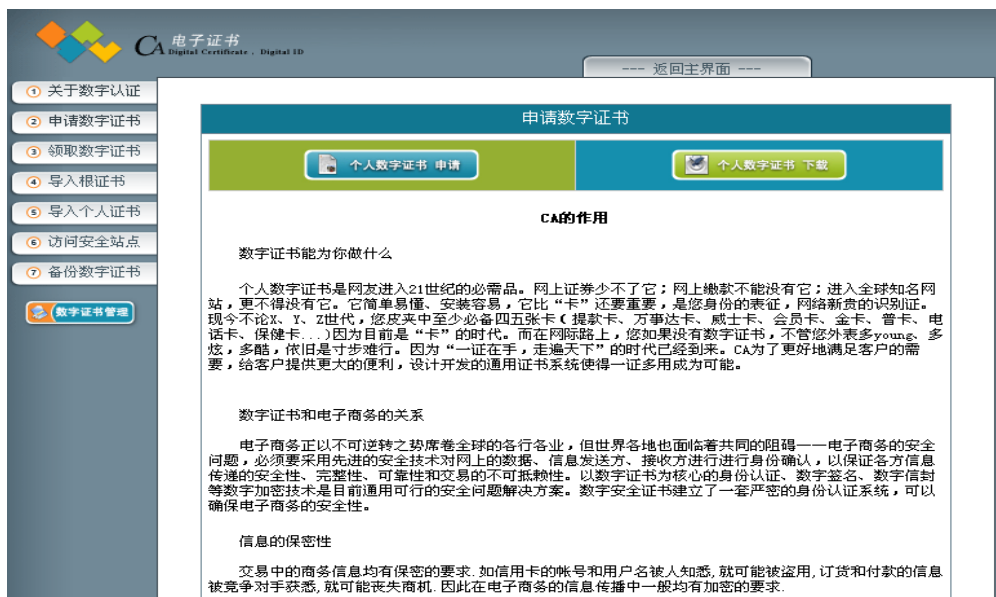 CA 电子证书
Digital Certificate . Digital ID
--- 返回主界面 ---
1 关于数字认证
2 申请数字证书
3 领取数字证书
4 导入根证书
5 导入个人证书
6 访问安全站点
7 备份数字证书
数字证书管理
申请数字证书
个人数字证书 申请
个人数字证书 下载
CA的作用
数字证书能为你做什么
个人数字证书是网友进入21世纪的必需品。网上证券少不了它；网上缴款不能没有它；进入全球知名网
站，更不得没有它。它简单易懂、安装容易，它比“卡”还要重要，是您身份的表征，网络新贵的识别证。
现今不论X、Y、Z世代，您皮夹中至少必备四五张卡(提款卡、万事达卡、威士卡、会员卡、金卡、普卡、电
话卡、保健卡...)因为目前是“卡”的时代。而在网际路上，您如果没有数字证书，不管您外表多young、多
炫，多酷，依旧是寸步难行。因为“一证在手，走遍天下”的时代已经到来。CA为了更好地满足客户的需
要，给客户提供更大的便利，设计开发的通用证书系统使得一证多用成为可能。
数字证书和电子商务的关系
电子商务正以不可逆转之势席卷全球的各行各业，但世界各地也面临着共同的阻碍——电子商务的安全
问题，必须要采用先进的安全技术对网上的数据、信息发送方、接收方进行进行身份确认，以保证各方信息
传递的安全性、完整性、可靠性和交易的不可抵赖性。以数字证书为核心的身份认证、数字签名、数字信封
等数字加密技术是目前通用可行的安全问题解决方案。数字安全证书建立了一套严密的身份认证系统，可以
确保电子商务的安全性。
信息的保密性
交易中的商务信息均有保密的要求.如信用卡的帐号和用户名被人知悉,就可能被盗用,订货和付款的信息
被竞争对手获悉,就可能丧失商机.因此在电子商务的信息传播中一般均有加密的要求.